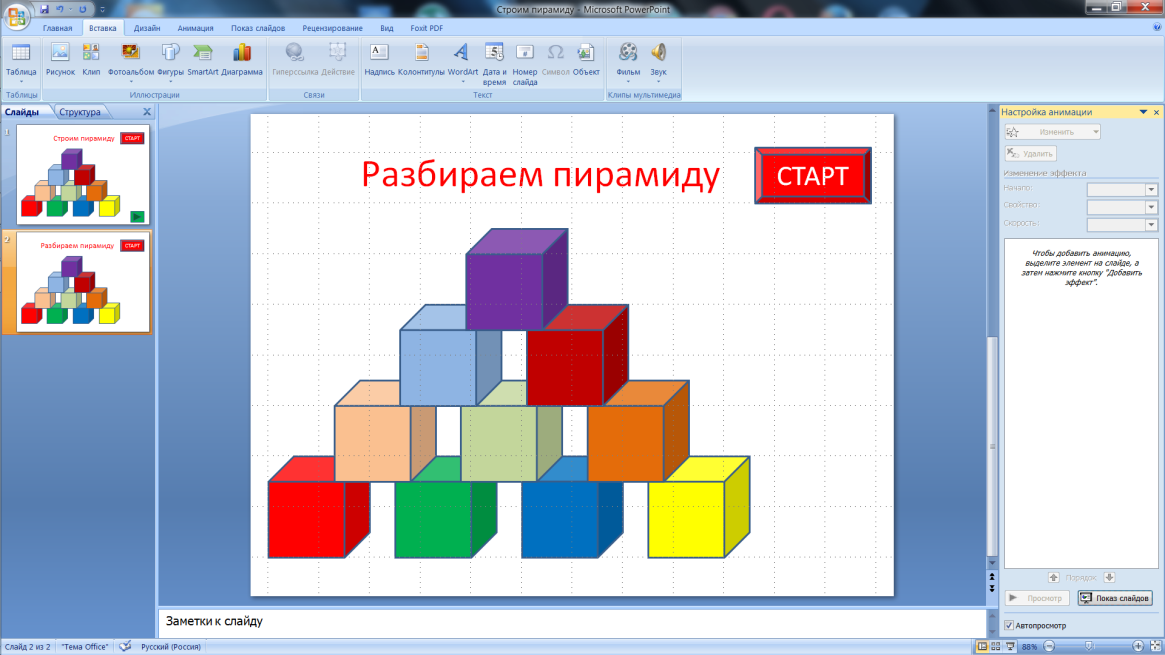 Строим пирамиду - Microsoft PowerPoint
Главная Вставка Дизайн Анимация Показ слайдов Рецензирование Вид Foxit PDF
Таблица Рисунок Клип Фотоальбом Фигуры SmartArt Диаграмма Гиперссылка Действие Надпись Колонтитулы WordArt Дата и время Номер слайда Символ Объект Фильм Звук
Таблицы Иллюстрации Связи Текст Клипы мультимедиа
Слайды Структура
1
Строим пирамиду СТАРТ
2
Разбираем пирамиду СТАРТ
Разбираем пирамиду СТАРТ
Настройка анимации
Изменить
Удалить
Изменение эффекта
Начало:
Свойство:
Скорость:
Чтобы добавить анимацию,
выделите элемент на слайде, а
затем нажмите кнопку "Добавить
эффект".
Порядок
Просмотр Показ слайдов
Автопросмотр
Заметки к слайду
Слайд 2 из 2 "Тема Office" Русский (Россия) 88%